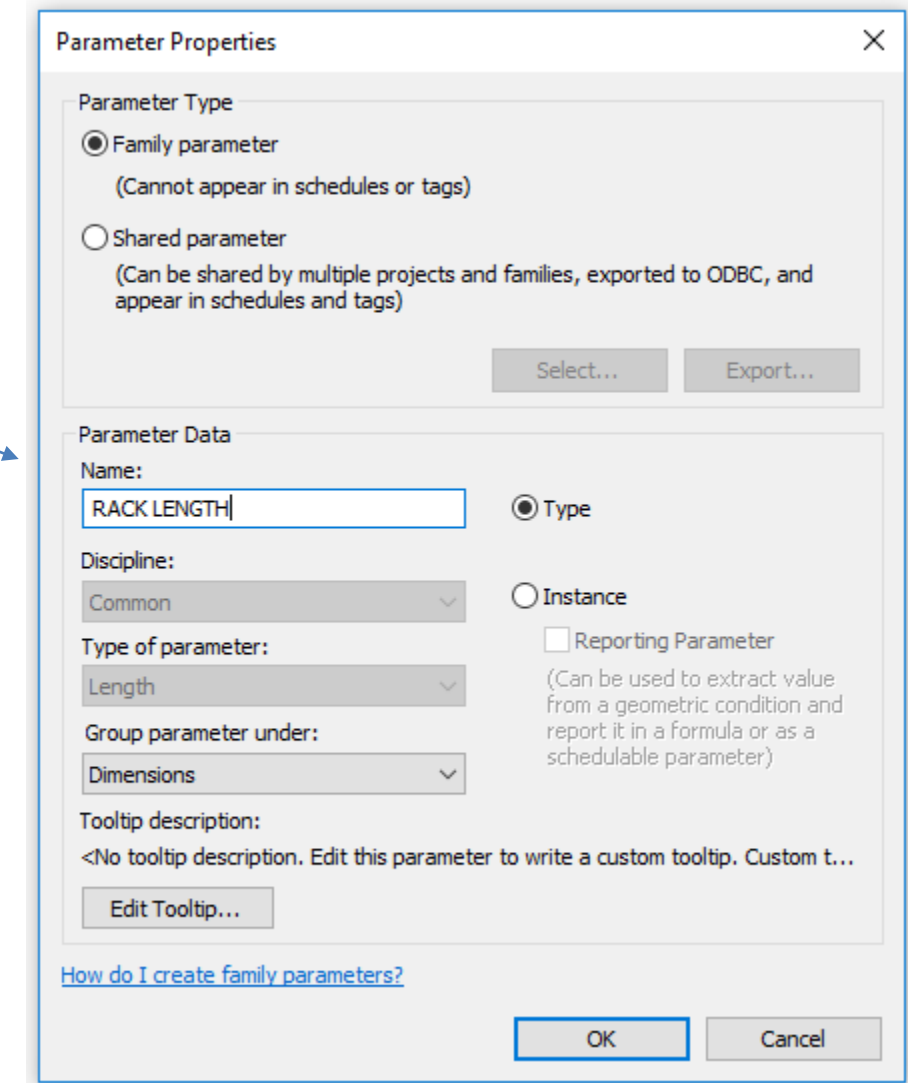 Parameter Properties
Parameter Type
Family parameter
(Cannot appear in schedules or tags)
Shared parameter
(Can be shared by multiple projects and families, exported to ODBC, and
appear in schedules and tags)
Select...
Export...
Parameter Data
Name:
RACK LENGTH
Type
Discipline:
Common
Instance
Reporting Parameter
(Can be used to extract value
from a geometric condition and
report it in a formula or as a
schedulable parameter)
Type of parameter:
Length
Group parameter under:
Dimensions
Tooltip description:
<No tooltip description. Edit this parameter to write a custom tooltip. Custom t...
Edit Tooltip...
How do I create family parameters?
OK
Cancel